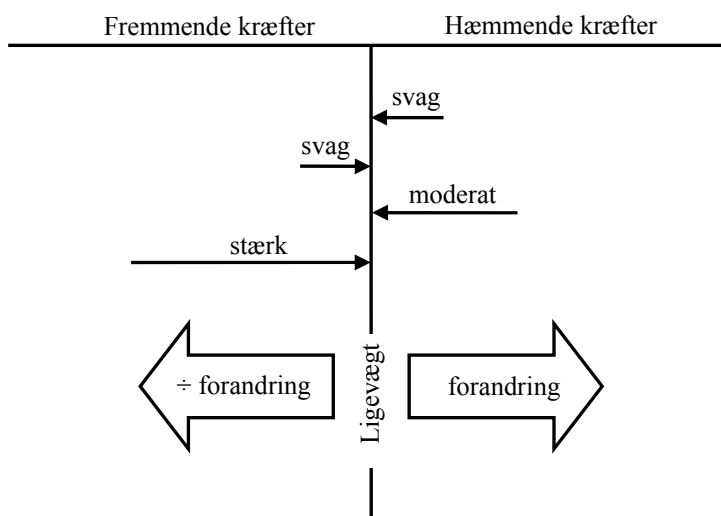 Fremmende kræfter
Hæmmende kræfter
svag
svag
moderat
stærk
÷ forandring
Ligevægt
forandring